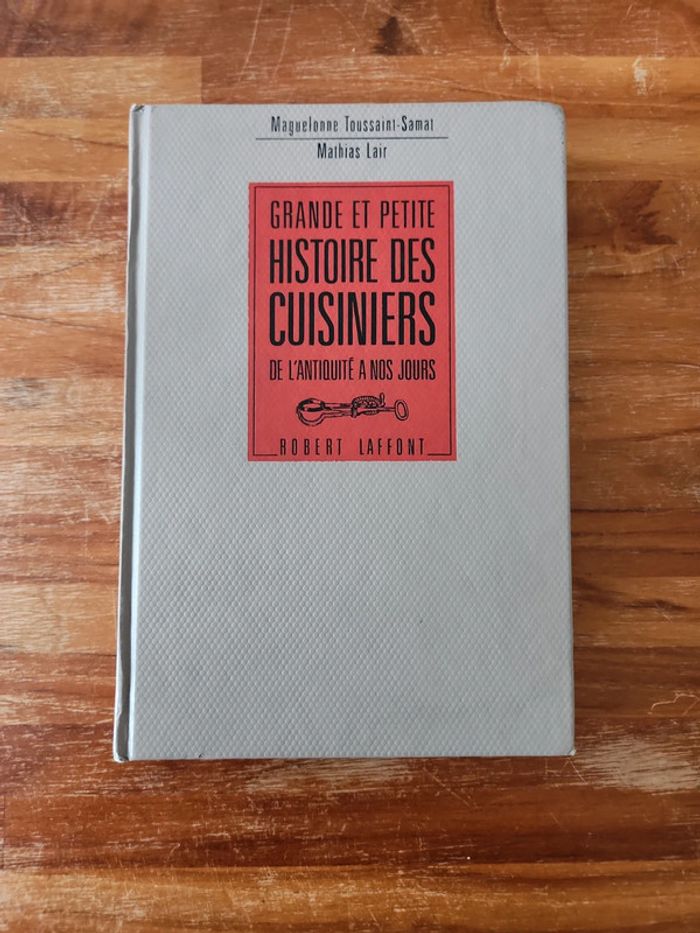 Maguelonne Toussaint-Samat
Mathias Lair
GRANDE ET PETITE
HISTOIRE DES
CUISINIERS
DE L'ANTIQUITÉ A NOS JOURS
ROBERT LAFFONT